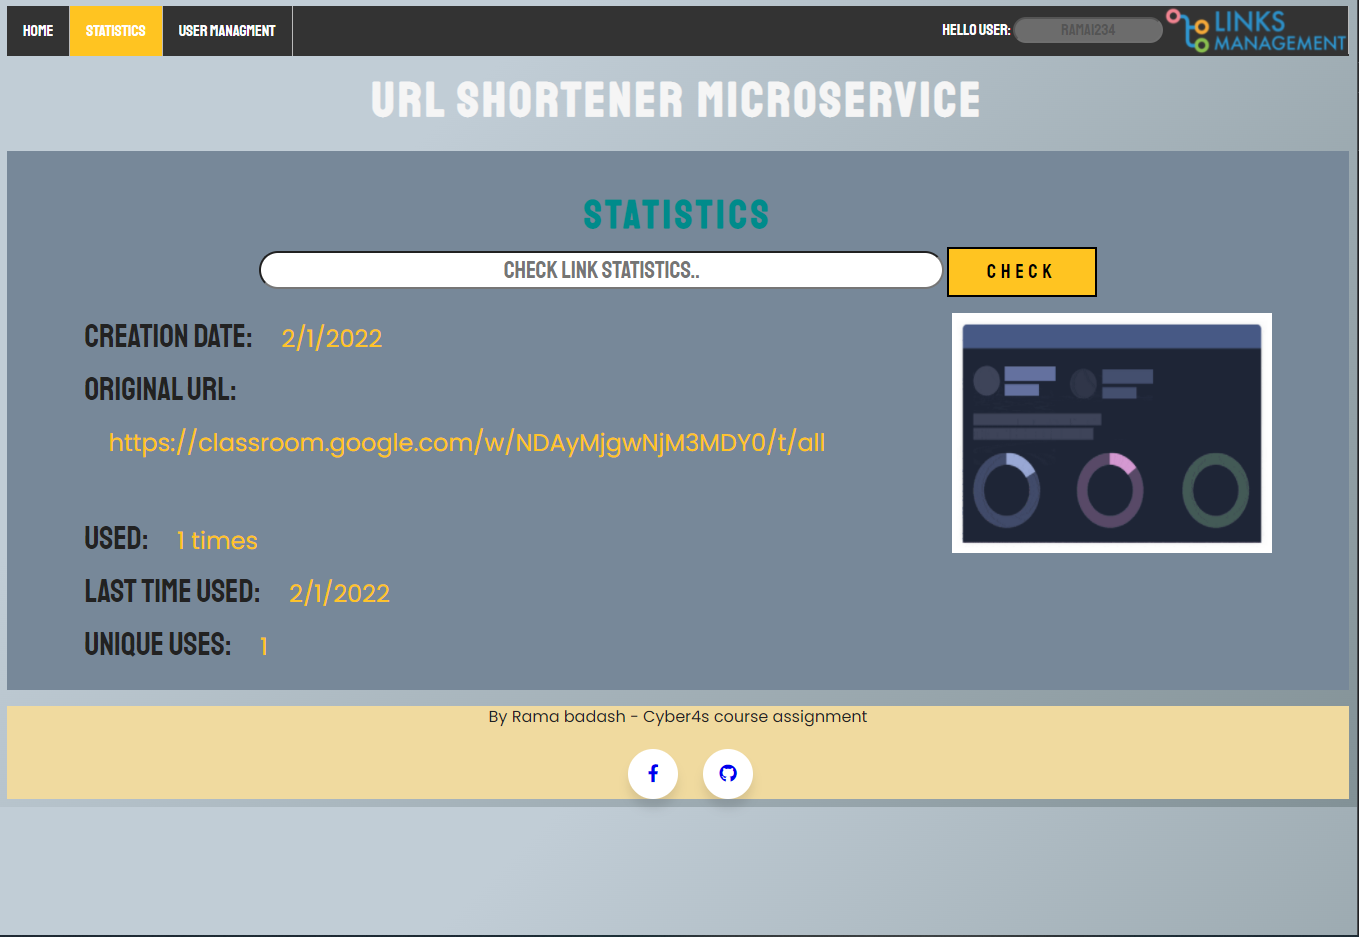 HOME
STATISTICS
USER MANAGMENT
HELLO USER:
RAMA1234
LINKS
MANAGEMENT
URL SHORTENER MICROSERVICE
STATISTICS
CHECK LINK STATISTICS..
CHECK
CREATION DATE: 2/1/2022
ORIGINAL URL:
https://classroom.google.com/w/NDAyMjgwNjM3MDY0/t/all
USED: 1 times
LAST TIME USED: 2/1/2022
UNIQUE USES: 1
By Rama badash - Cyber4s course assignment